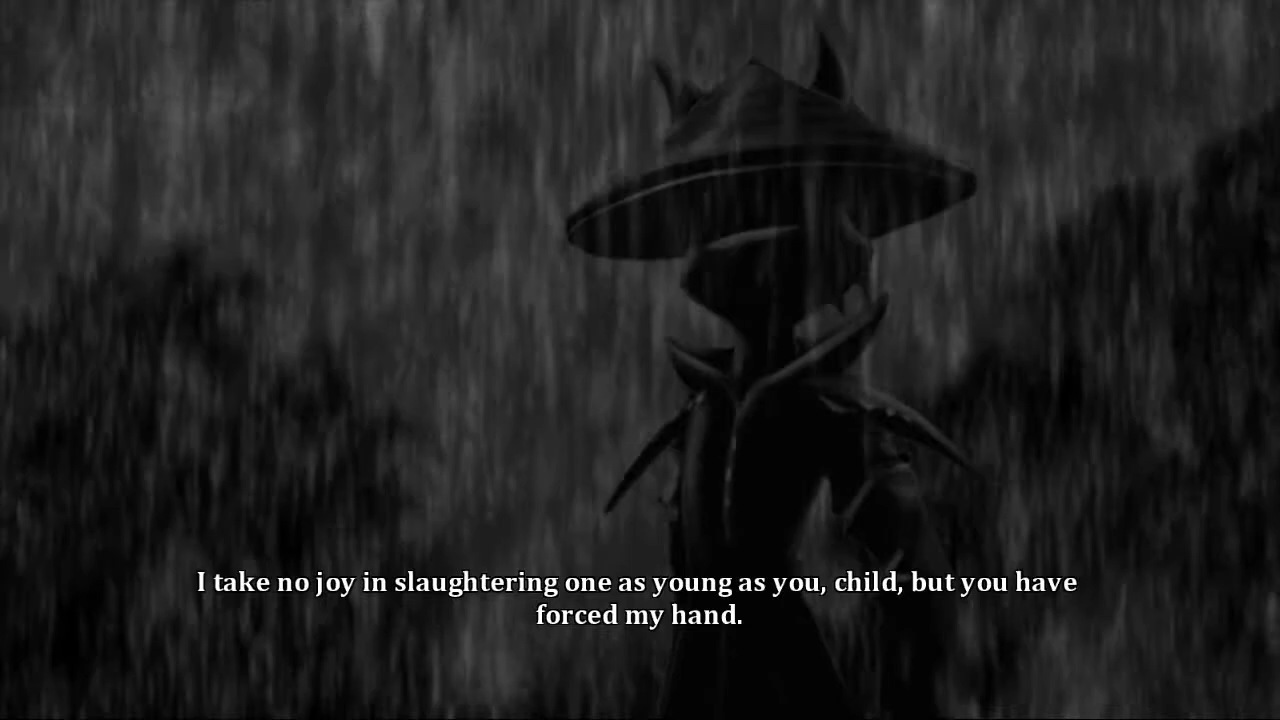 I take no joy in slaughtering one as young as you, child, but you have
forced my hand.